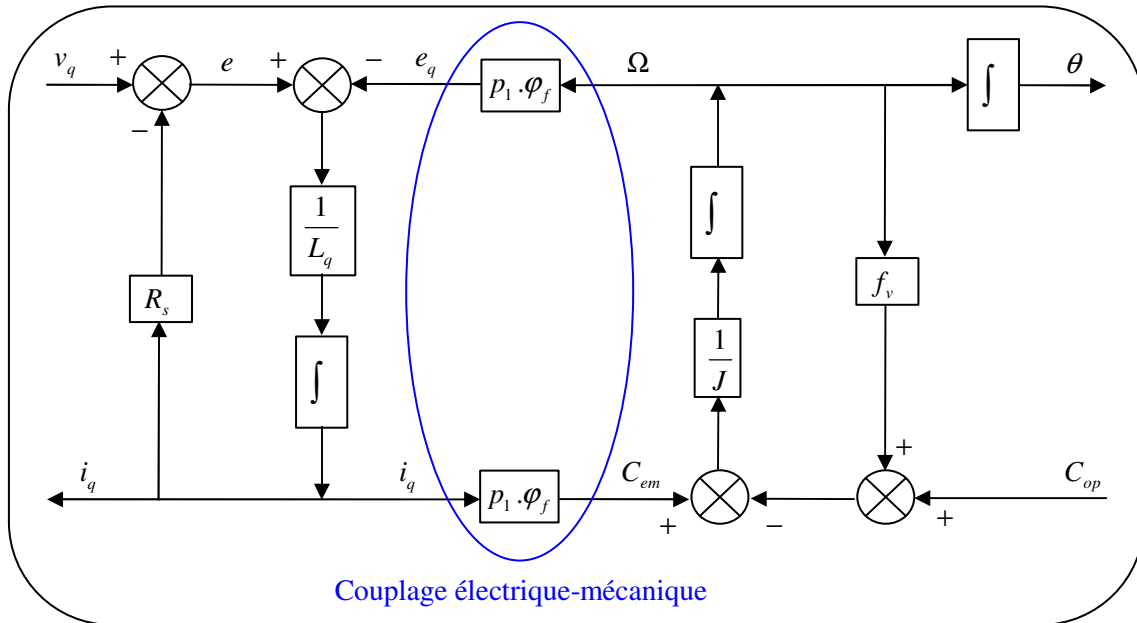 v_q + e + − e_q p_1.φ_f Ω ∫ θ
−
1/L_q ∫
R_s f_v
∫ 1/J
i_q i_q p_1.φ_f C_em + − + + C_op
Couplage électrique-mécanique